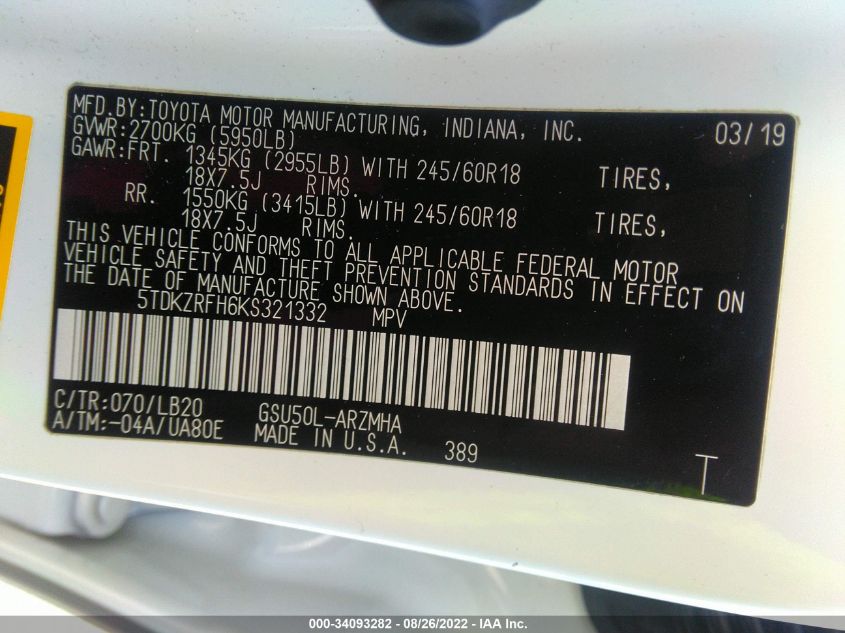 MFD.BY:TOYOTA MOTOR MANUFACTURING, INDIANA, INC. 03/19
GVWR:2700KG (5950LB)
GAWR:FRT. 1345KG (2955LB) WITH 245/60R18 TIRES,
18X7.5J RIMS.
RR. 1550KG (3415LB) WITH 245/60R18 TIRES,
18X7.5J RIMS.
THIS VEHICLE CONFORMS TO ALL APPLICABLE FEDERAL MOTOR
VEHICLE SAFETY AND THEFT PREVENTION STANDARDS IN EFFECT ON
THE DATE OF MANUFACTURE SHOWN ABOVE.
5TDKZRFH6KS321332 MPV
C/TR:070/LB20 GSU50L-ARZMHA
A/TM:-04A/UA80E MADE IN U.S.A. 389
T
000-34093282 - 08/26/2022 - IAA Inc.